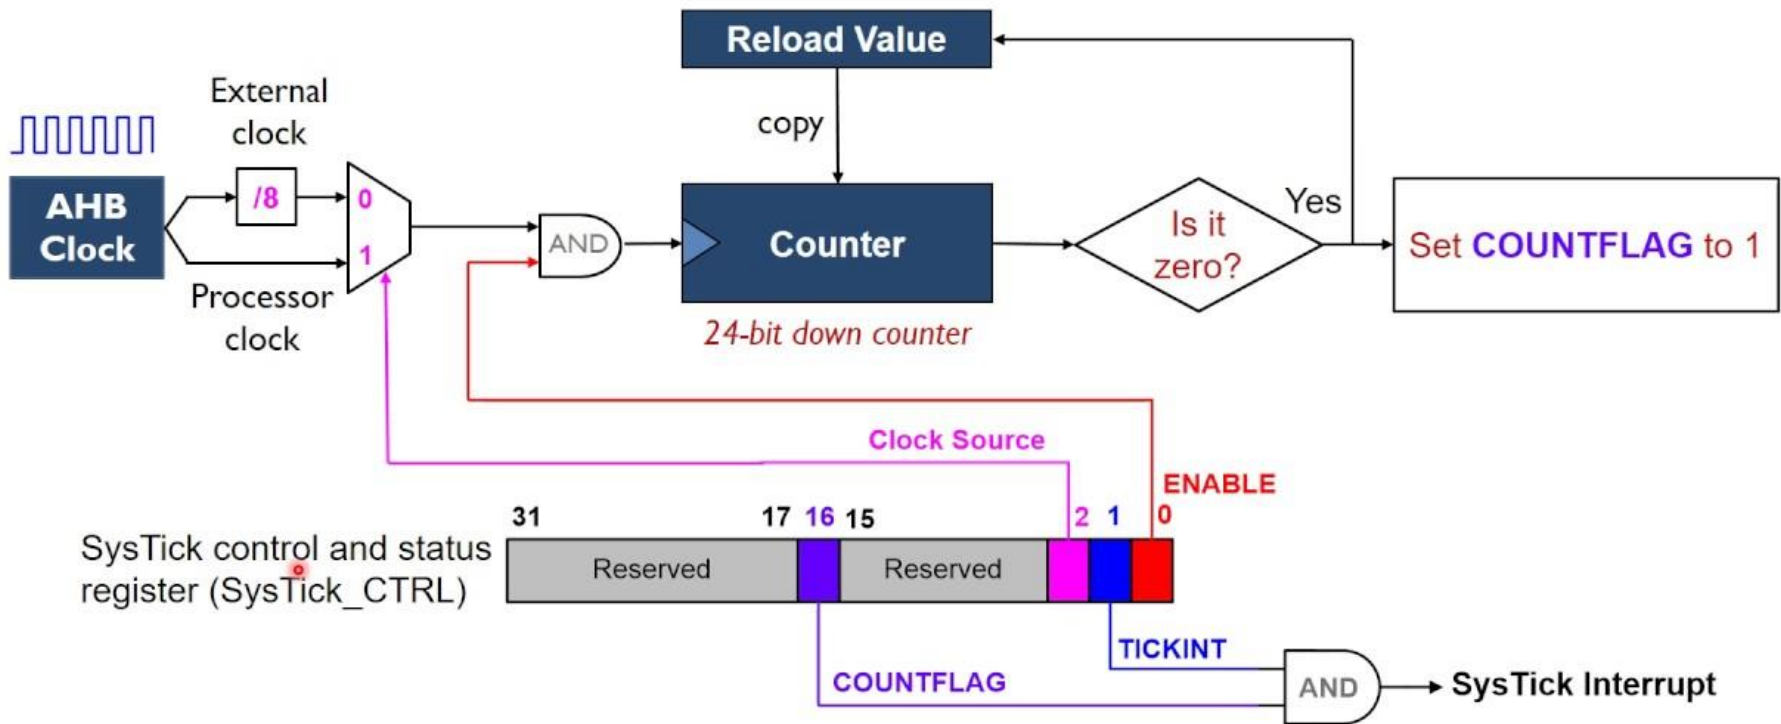 Reload Value
External
clock
copy
AHB
Clock
/8
0
1
Processor
clock
AND
Counter
24-bit down counter
Is it
zero?
Yes
Set COUNTFLAG to 1
Clock Source
ENABLE
31 17 16 15 2 1 0
SysTick control and status
register (SysTick_CTRL)
Reserved Reserved
TICKINT
COUNTFLAG
AND
SysTick Interrupt